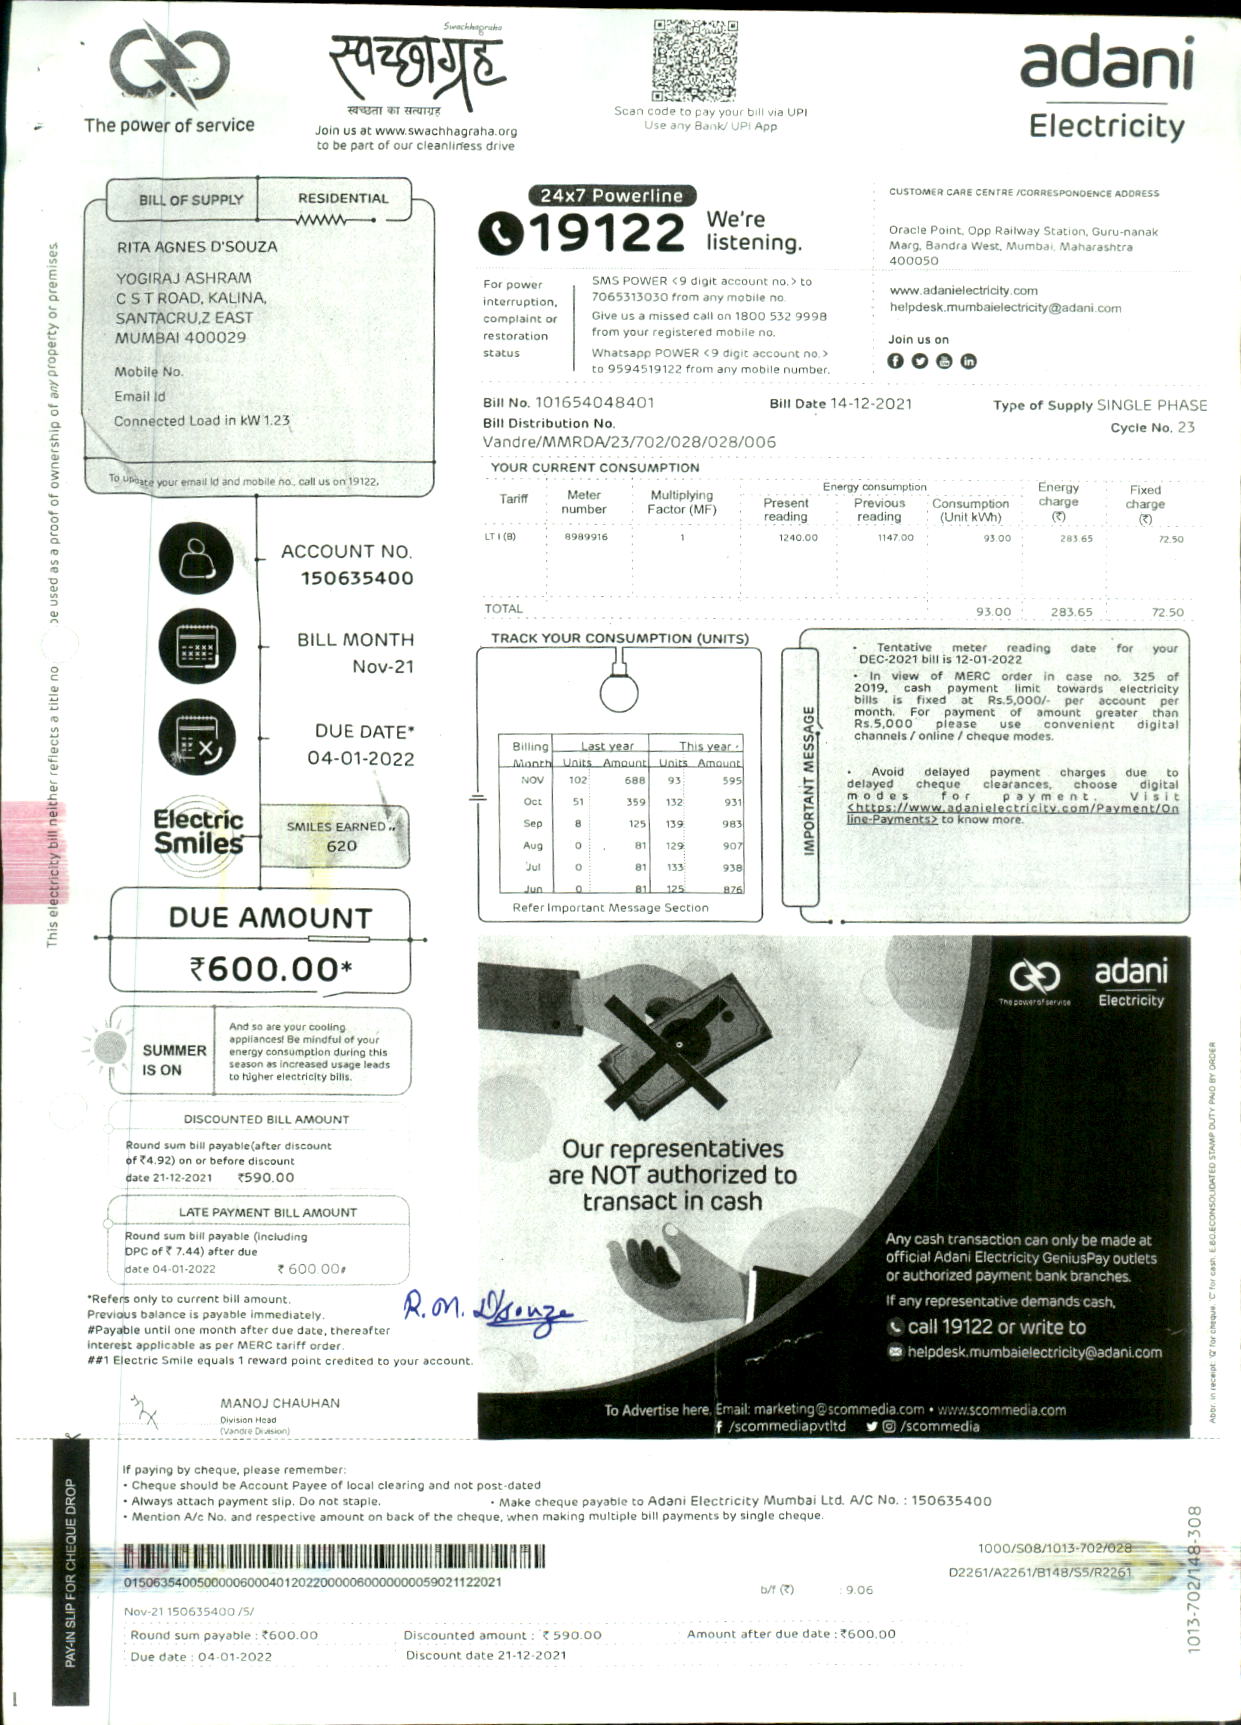 The power of service
Swachhagraha
स्वच्छाग्रह
स्वच्छता का सत्याग्रह
Join us at www.swachhagraha.org
to be part of our cleanliness drive
Scan code to pay your bill via UPI
Use any Bank/ UPI App
adani
Electricity
BILL OF SUPPLY
RESIDENTIAL
RITA AGNES D'SOUZA
YOGIRAJ ASHRAM
C S T ROAD, KALINA,
SANTACRU,Z EAST
MUMBAI 400029
Mobile No.
Email Id
Connected Load in kW 1.23
To update your email Id and mobile no., call us on 19122.
24x7 Powerline
19122 We're
listening.
For power
interruption,
complaint or
restoration
status
SMS POWER <9 digit account no.> to
7065313030 from any mobile no.
Give us a missed call on 1800 532 9998
from your registered mobile no.
Whatsapp POWER <9 digit account no.>
to 9594519122 from any mobile number.
CUSTOMER CARE CENTRE /CORRESPONDENCE ADDRESS
Oracle Point, Opp Railway Station, Guru-nanak
Marg, Bandra West, Mumbai, Maharashtra
400050
www.adanielectricity.com
helpdesk.mumbaielectricity@adani.com
Join us on
Bill No. 101654048401 Bill Date 14-12-2021 Type of Supply SINGLE PHASE
Bill Distribution No. Cycle No. 23
Vandre/MMRDA/23/702/028/028/006
YOUR CURRENT CONSUMPTION
Tariff Meter number Multiplying Factor (MF) Energy consumption Present reading Previous reading Consumption (Unit kWh) Energy charge (₹) Fixed charge (₹)
LT I (B) 8989916 1 1240.00 1147.00 93.00 283.65 72.50
TOTAL 93.00 283.65 72.50
ACCOUNT NO.
150635400
BILL MONTH
Nov-21
DUE DATE*
04-01-2022
Electric
Smiles
SMILES EARNED
620
TRACK YOUR CONSUMPTION (UNITS)
Billing Last year This year
Month Units Amount Units Amount
NOV 102 688 93 595
Oct 51 359 132 931
Sep 8 125 139 983
Aug 0 81 129 907
Jul 0 81 133 938
Jun 0 81 125 876
Refer Important Message Section
IMPORTANT MESSAGE
• Tentative meter reading date for your
DEC-2021 bill is 12-01-2022
• In view of MERC order in case no. 325 of
2019, cash payment limit towards electricity
bills is fixed at Rs.5,000/- per account per
month. For payment of amount greater than
Rs.5,000 please use convenient digital
channels / online / cheque modes.
• Avoid delayed payment charges due to
delayed cheque clearances, choose digital
modes for payment. Visit
<https://www.adanielectricity.com/Payment/On
line-Payments> to know more.
DUE AMOUNT
₹600.00*
SUMMER
IS ON
And so are your cooling
appliances! Be mindful of your
energy consumption during this
season as increased usage leads
to higher electricity bills.
DISCOUNTED BILL AMOUNT
Round sum bill payable(after discount
of ₹4.92) on or before discount
date 21-12-2021 ₹590.00
LATE PAYMENT BILL AMOUNT
Round sum bill payable (including
DPC of ₹ 7.44) after due
date 04-01-2022 ₹ 600.00#
*Refers only to current bill amount.
Previous balance is payable immediately.
#Payable until one month after due date, thereafter
interest applicable as per MERC tariff order.
##1 Electric Smile equals 1 reward point credited to your account.
R. M. D'souza
MANOJ CHAUHAN
Division Head
(Vandre Division)
The power of service
adani
Electricity
Our representatives
are NOT authorized to
transact in cash
Any cash transaction can only be made at
official Adani Electricity GeniusPay outlets
or authorized payment bank branches.
If any representative demands cash,
call 19122 or write to
helpdesk.mumbaielectricity@adani.com
To Advertise here, Email: marketing@scommedia.com • www.scommedia.com
/scommediapvtltd /scommedia
This electricity bill neither reflects a title no be used as a proof of ownership of any property or premises
Abbr. in receipt: 'Q' for cheque. 'C' for cash. E.&O.E CONSOLIDATED STAMP DUTY PAID BY ORDER
PAY-IN SLIP FOR CHEQUE DROP
If paying by cheque, please remember:
• Cheque should be Account Payee of local clearing and not post-dated
• Always attach payment slip. Do not staple. • Make cheque payable to Adani Electricity Mumbai Ltd. A/C No. : 150635400
• Mention A/c No. and respective amount on back of the cheque, when making multiple bill payments by single cheque.
1000/S08/1013-702/028
D2261/A2261/B148/S5/R2261
b/f (₹) : 9.06
Nov-21 150635400 /5/
Round sum payable : ₹600.00 Discounted amount : ₹ 590.00 Amount after due date : ₹600.00
Due date : 04-01-2022 Discount date 21-12-2021
1013-702/148-308
1